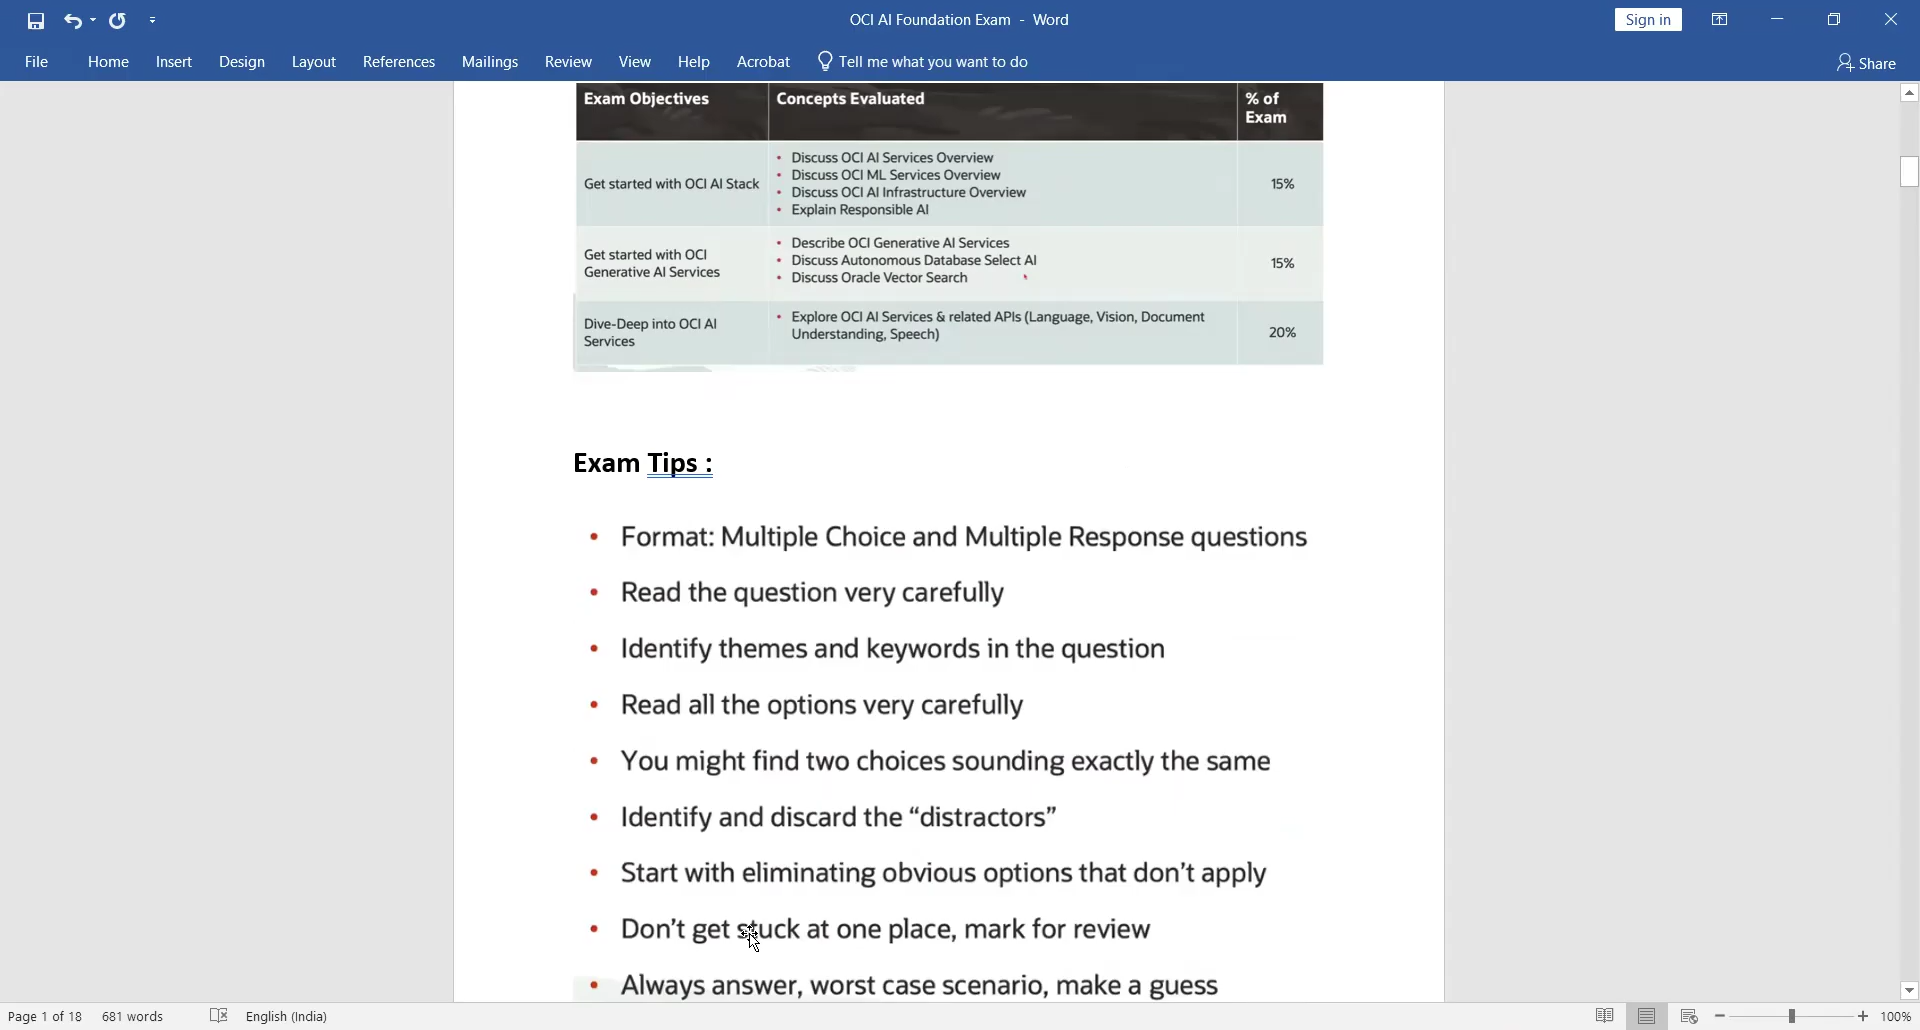 OCI AI Foundation Exam - Word
Sign in
File Home Insert Design Layout References Mailings Review View Help Acrobat Tell me what you want to do
Share
Exam Objectives Concepts Evaluated % of
Exam
Get started with OCI AI Stack
• Discuss OCI AI Services Overview
• Discuss OCI ML Services Overview
• Discuss OCI AI Infrastructure Overview
• Explain Responsible AI
15%
Get started with OCI
Generative AI Services
• Describe OCI Generative AI Services
• Discuss Autonomous Database Select AI
• Discuss Oracle Vector Search
15%
Dive-Deep into OCI AI
Services
• Explore OCI AI Services & related APIs (Language, Vision, Document
Understanding, Speech)
20%
Exam Tips :
• Format: Multiple Choice and Multiple Response questions
• Read the question very carefully
• Identify themes and keywords in the question
• Read all the options very carefully
• You might find two choices sounding exactly the same
• Identify and discard the “distractors”
• Start with eliminating obvious options that don’t apply
• Don’t get stuck at one place, mark for review
• Always answer, worst case scenario, make a guess
Page 1 of 18 681 words English (India)
100%